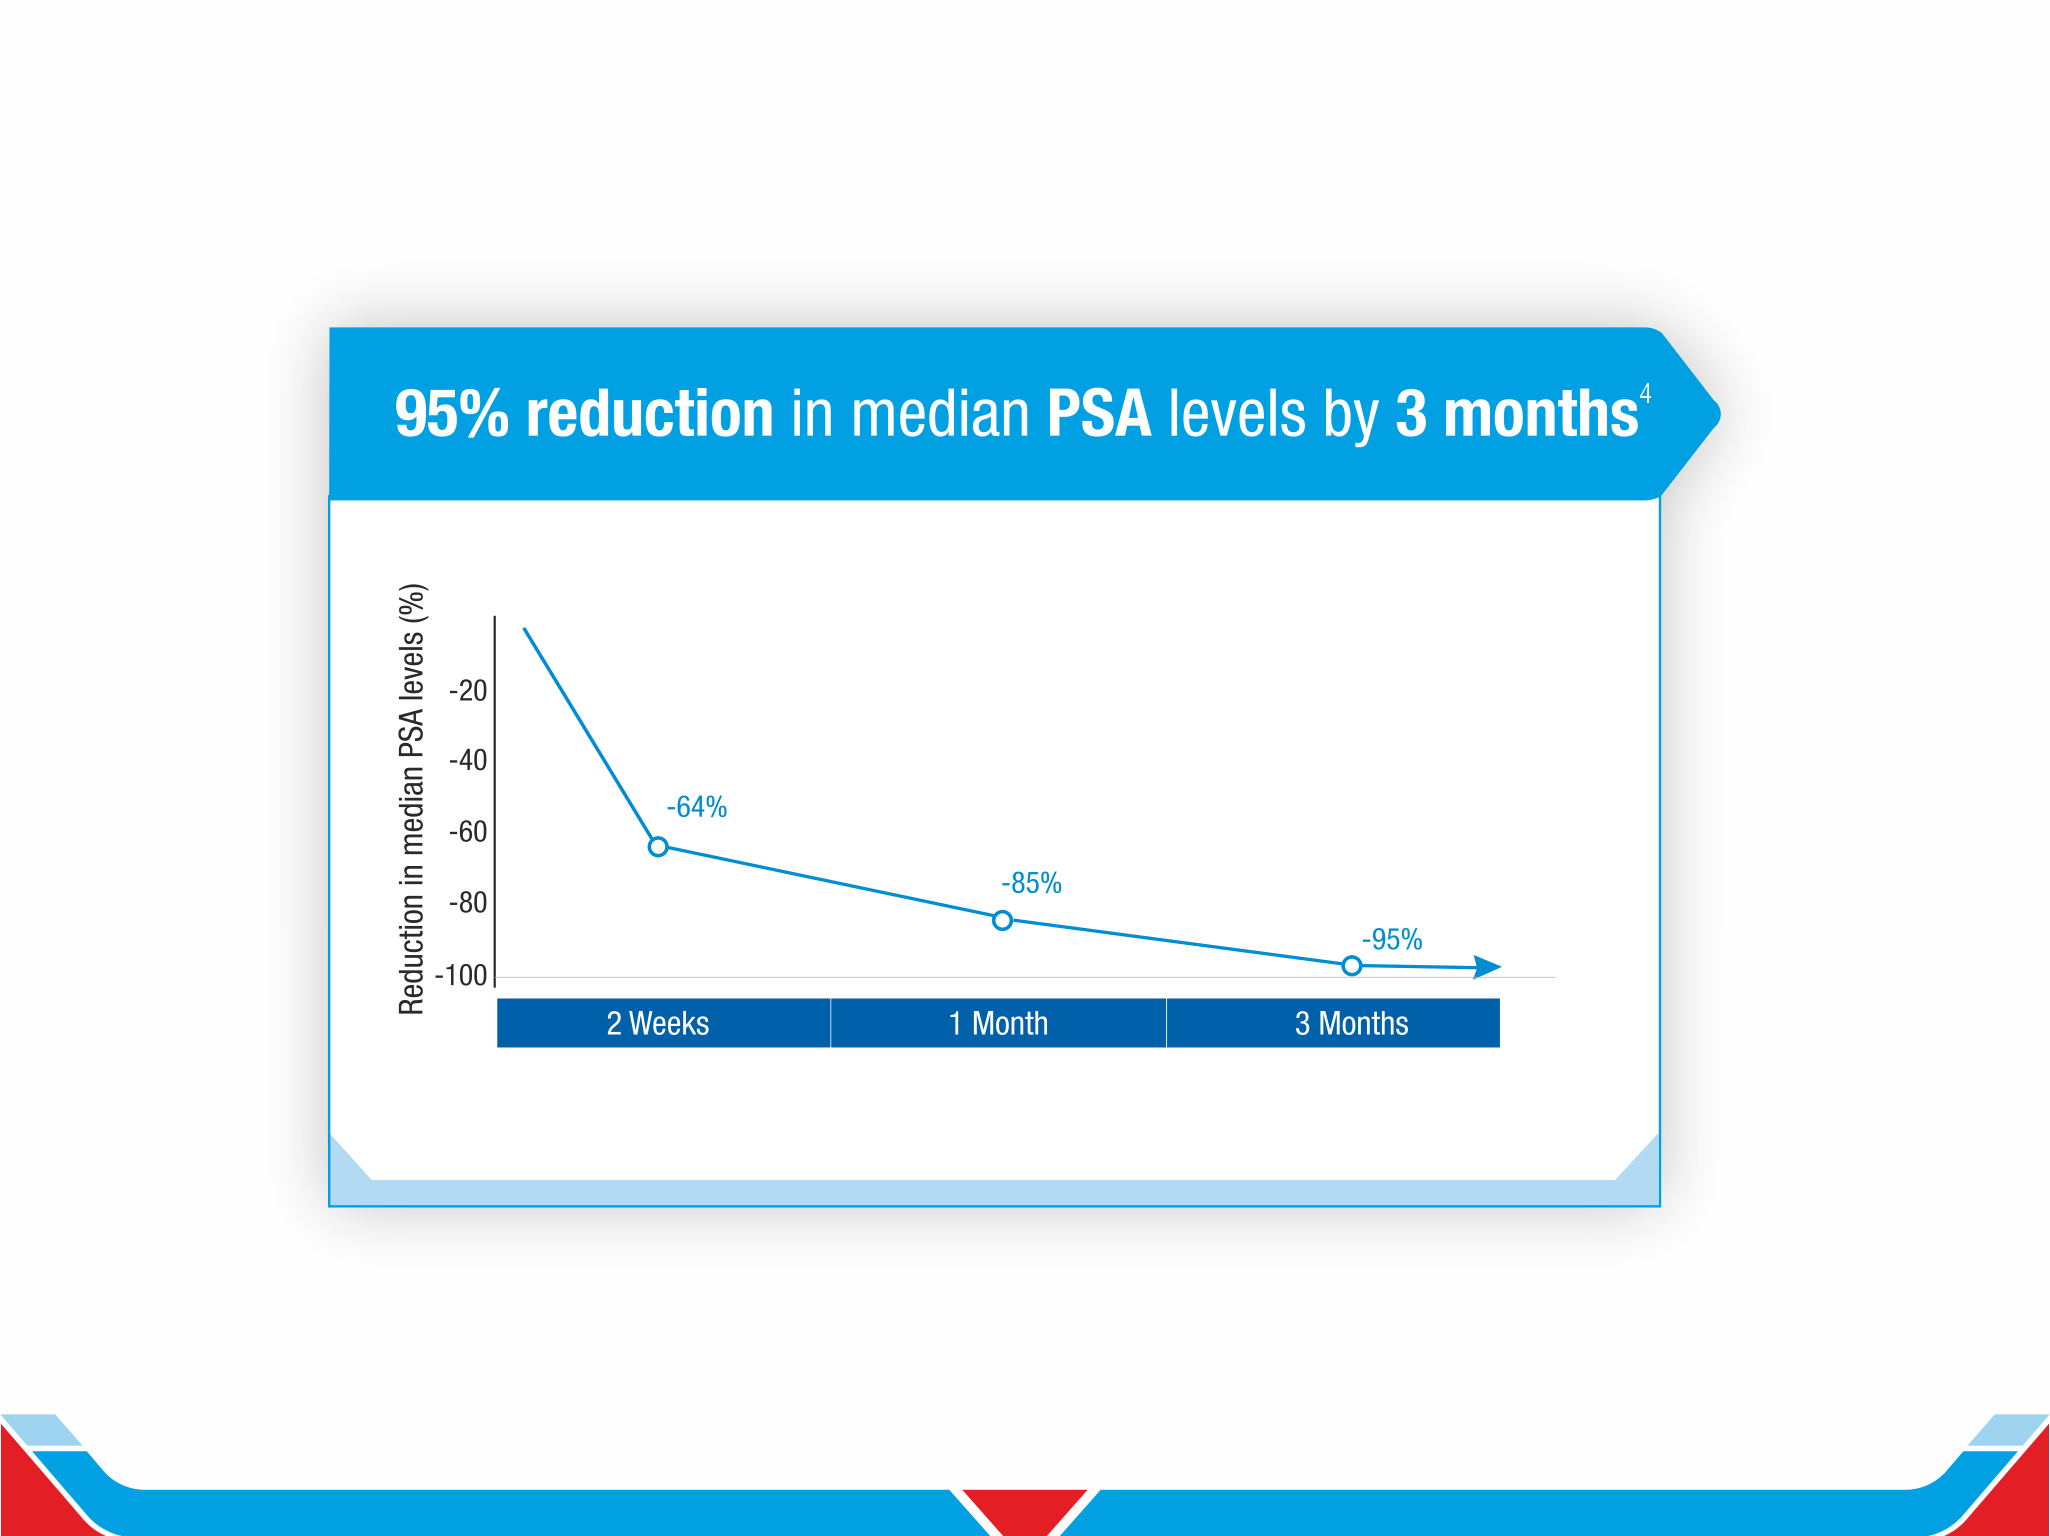 95% reduction in median PSA levels by 3 months⁴
Reduction in median PSA levels (%)
-20
-40
-60
-80
-100
-64%
-85%
-95%
2 Weeks
1 Month
3 Months